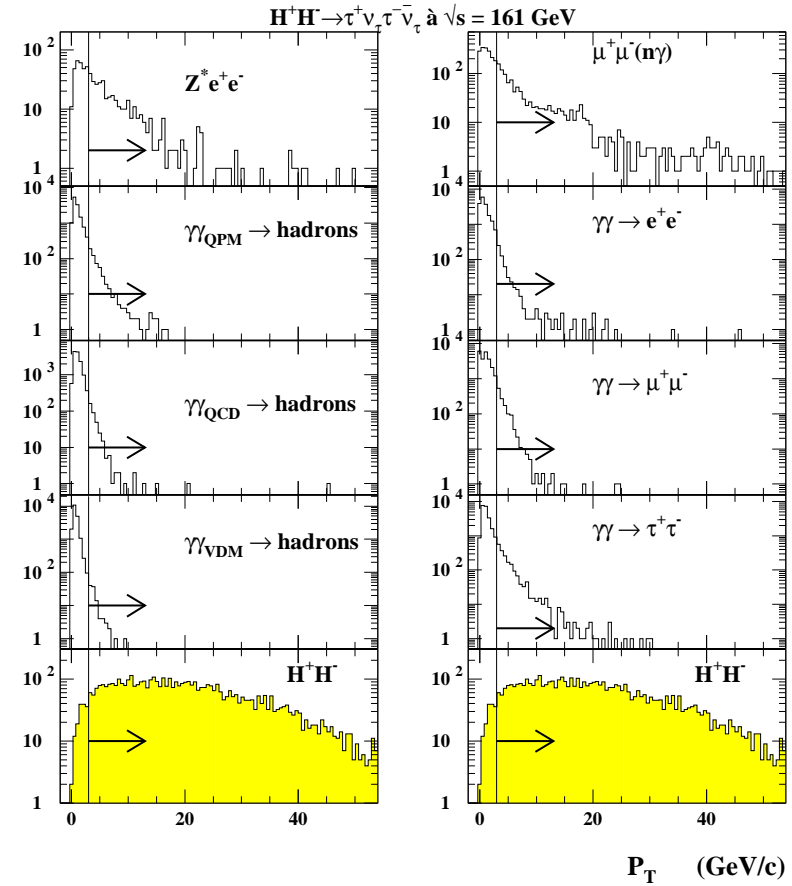 H⁺H⁻→τ⁺ν_ττ⁻ν̄_τ à √s = 161 GeV
10²
10
1
Z*e⁺e⁻
10²
10
1
μ⁺μ⁻(nγ)
10⁴
10²
1
γγ_QPM → hadrons
10⁴
10²
1
γγ → e⁺e⁻
10³
10²
10
1
γγ_QCD → hadrons
10⁴
10²
1
γγ → μ⁺μ⁻
10⁴
10²
1
γγ_VDM → hadrons
10⁴
10²
1
γγ → τ⁺τ⁻
10²
10
1
H⁺H⁻
10²
10
1
H⁺H⁻
0 20 40
0 20 40
P_T (GeV/c)